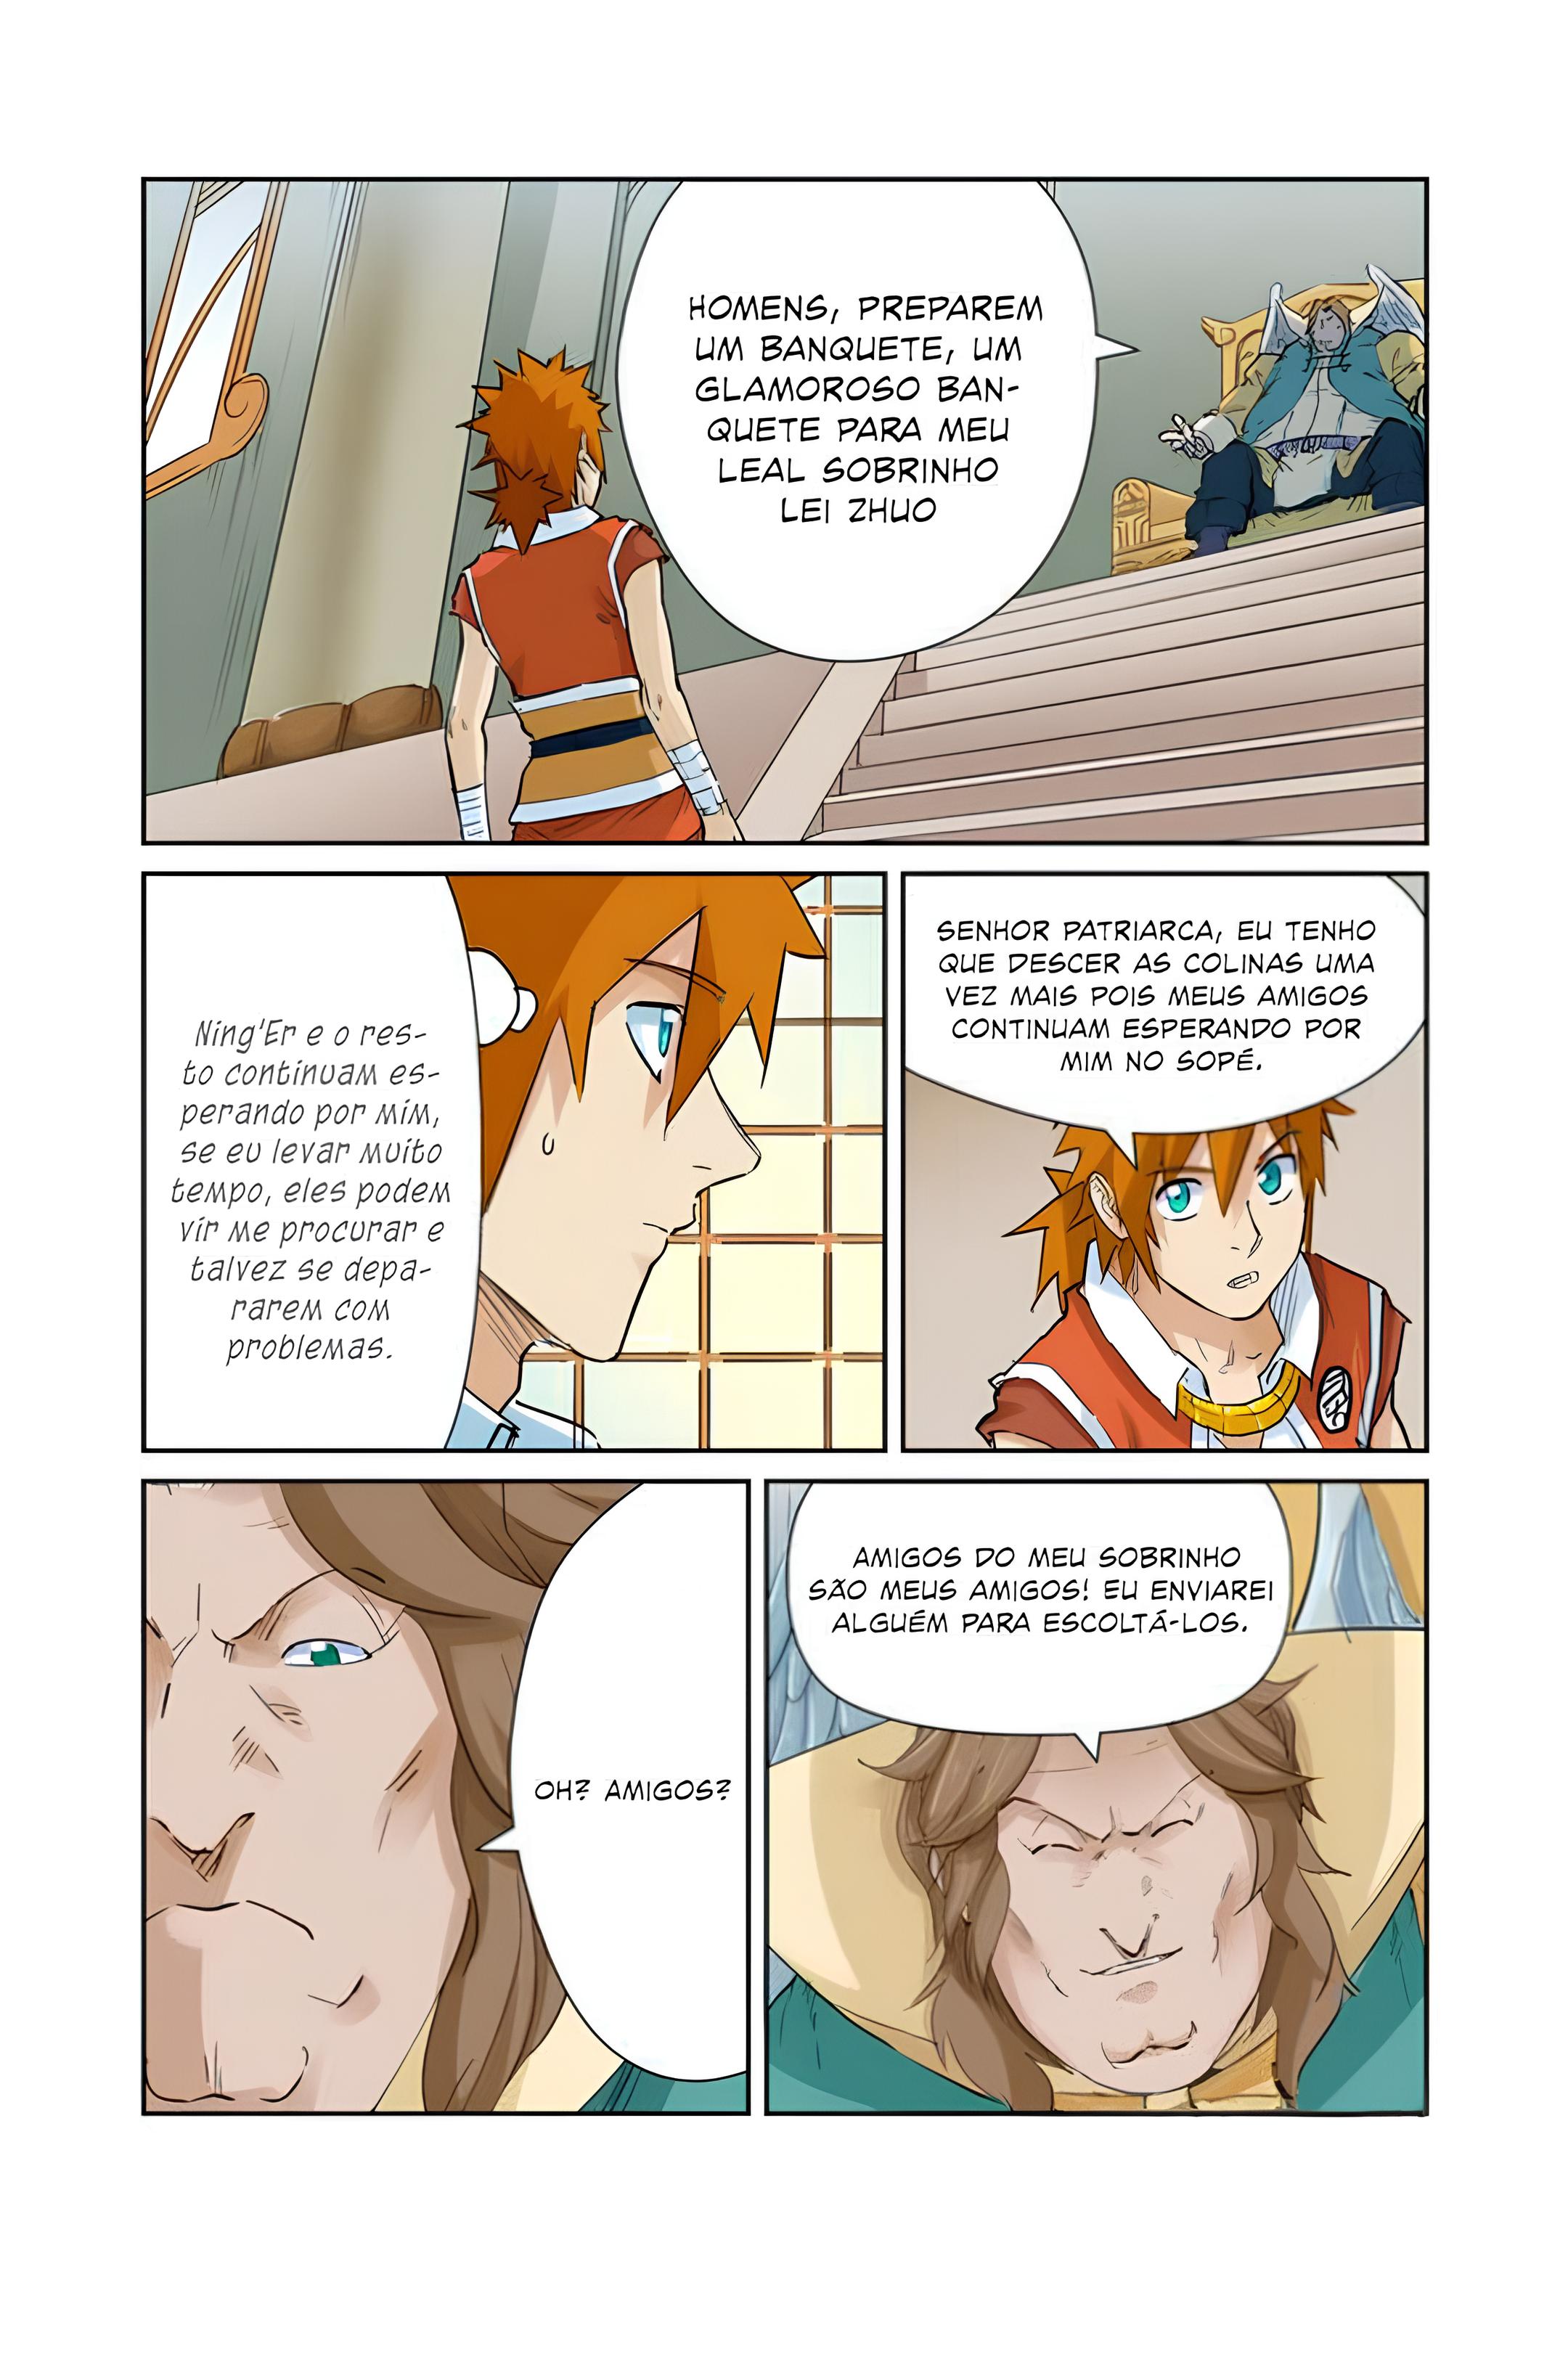 HOMENS, PREPAREM
UM BANQUETE, UM
GLAMOROSO BAN-
QUETE PARA MEU
LEAL SOBRINHO
LEI ZHUO
Ning'Er e o res-
to continuam es-
perando por mim,
se eu levar muito
tempo, eles podem
vir me procurar e
talvez se depa-
rarem com
problemas.
SENHOR PATRIARCA, EU TENHO
QUE DESCER AS COLINAS UMA
VEZ MAIS POIS MEUS AMIGOS
CONTINUAM ESPERANDO POR
MIM NO SOPÉ.
OH? AMIGOS?
AMIGOS DO MEU SOBRINHO
SÃO MEUS AMIGOS! EU ENVIAREI
ALGUÉM PARA ESCOLTÁ-LOS.